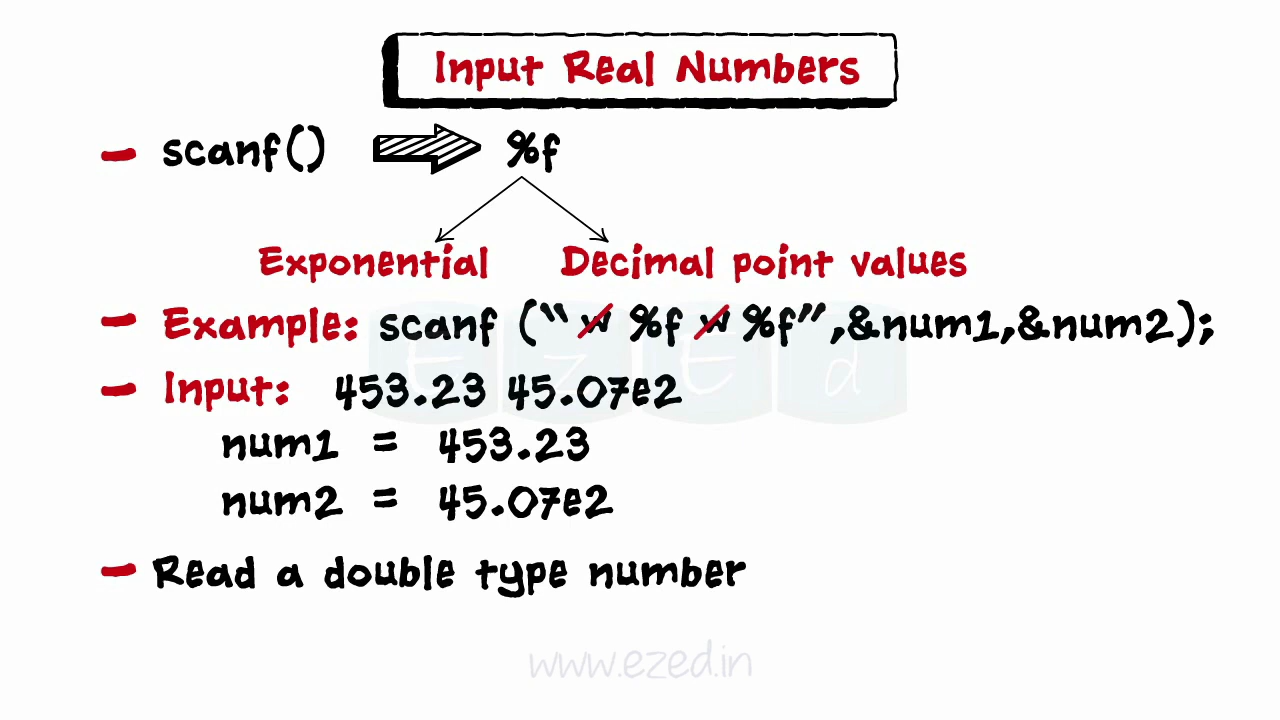 Input Real Numbers
– scanf() %f
Exponential Decimal point values
– Example: scanf (“ w %f w %f”,&num1,&num2);
– Input: 453.23 45.07e2
num1 = 453.23
num2 = 45.07e2
– Read a double type number
EzEd
www.ezed.in